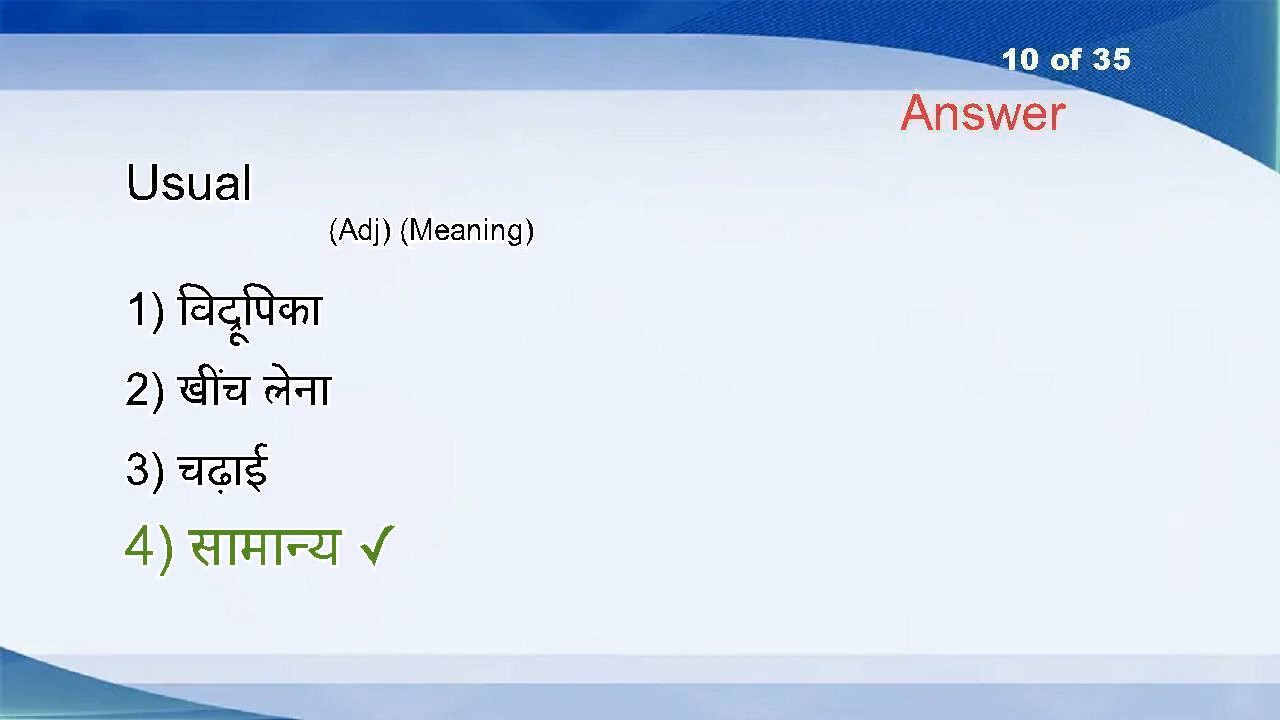 10 of 35
Answer
Usual
(Adj) (Meaning)
1) विद्रूपिका
2) खींच लेना
3) चढ़ाई
4) सामान्य ✓